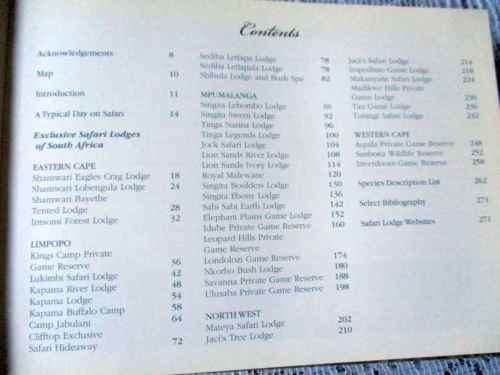 Contents
Acknowledgements 8
Map 10
Introduction 11
A Typical Day on Safari 14
Exclusive Safari Lodges
of South Africa
EASTERN CAPE
Shamwari Eagles Crag Lodge 18
Shamwari Lobengula Lodge 24
Shamwari Bayethe
Tented Lodge 28
Intsomi Forest Lodge 32
LIMPOPO
Kings Camp Private
Game Reserve 36
Lukimbi Safari Lodge 42
Kapama River Lodge 48
Kapama Lodge 54
Kapama Buffalo Camp 58
Camp Jabulani 64
Clifftop Exclusive
Safari Hideaway 72
Sediba Letlapa Lodge 78
Sediba Letlapala Lodge 78
Shibula Lodge and Bush Spa 82
MPUMALANGA
Singita Lebombo Lodge 86
Singita Sweni Lodge 92
Tinga Narina Lodge 96
Tinga Legends Lodge 100
Jock Safari Lodge 104
Lion Sands River Lodge 108
Lion Sands Ivory Lodge 114
Royal Malewane 120
Singita Boulders Lodge 130
Singita Ebony Lodge 136
Sabi Sabi Earth Lodge 142
Elephant Plains Game Lodge 152
Idube Private Game Reserve 160
Leopard Hills Private
Game Reserve
Londolozi Game Reserve 174
Nkorho Bush Lodge 180
Savanna Private Game Reserve 188
Ulusaba Private Game Reserve 198
NORTH WEST
Mateya Safari Lodge 202
Jaci's Tree Lodge 210
Jaci's Safari Lodge 214
Impodimo Game Lodge 218
Makanyane Safari Lodge 224
Madikwe Hills Private
Game Lodge 230
Tau Game Lodge 236
Tuningi Safari Lodge 242
WESTERN CAPE
Aquila Private Game Reserve 248
Sanbona Wildlife Reserve 252
Inverdoorn Game Reserve 258
Species Description List 262
Select Bibliography 271
Safari Lodge Websites 271